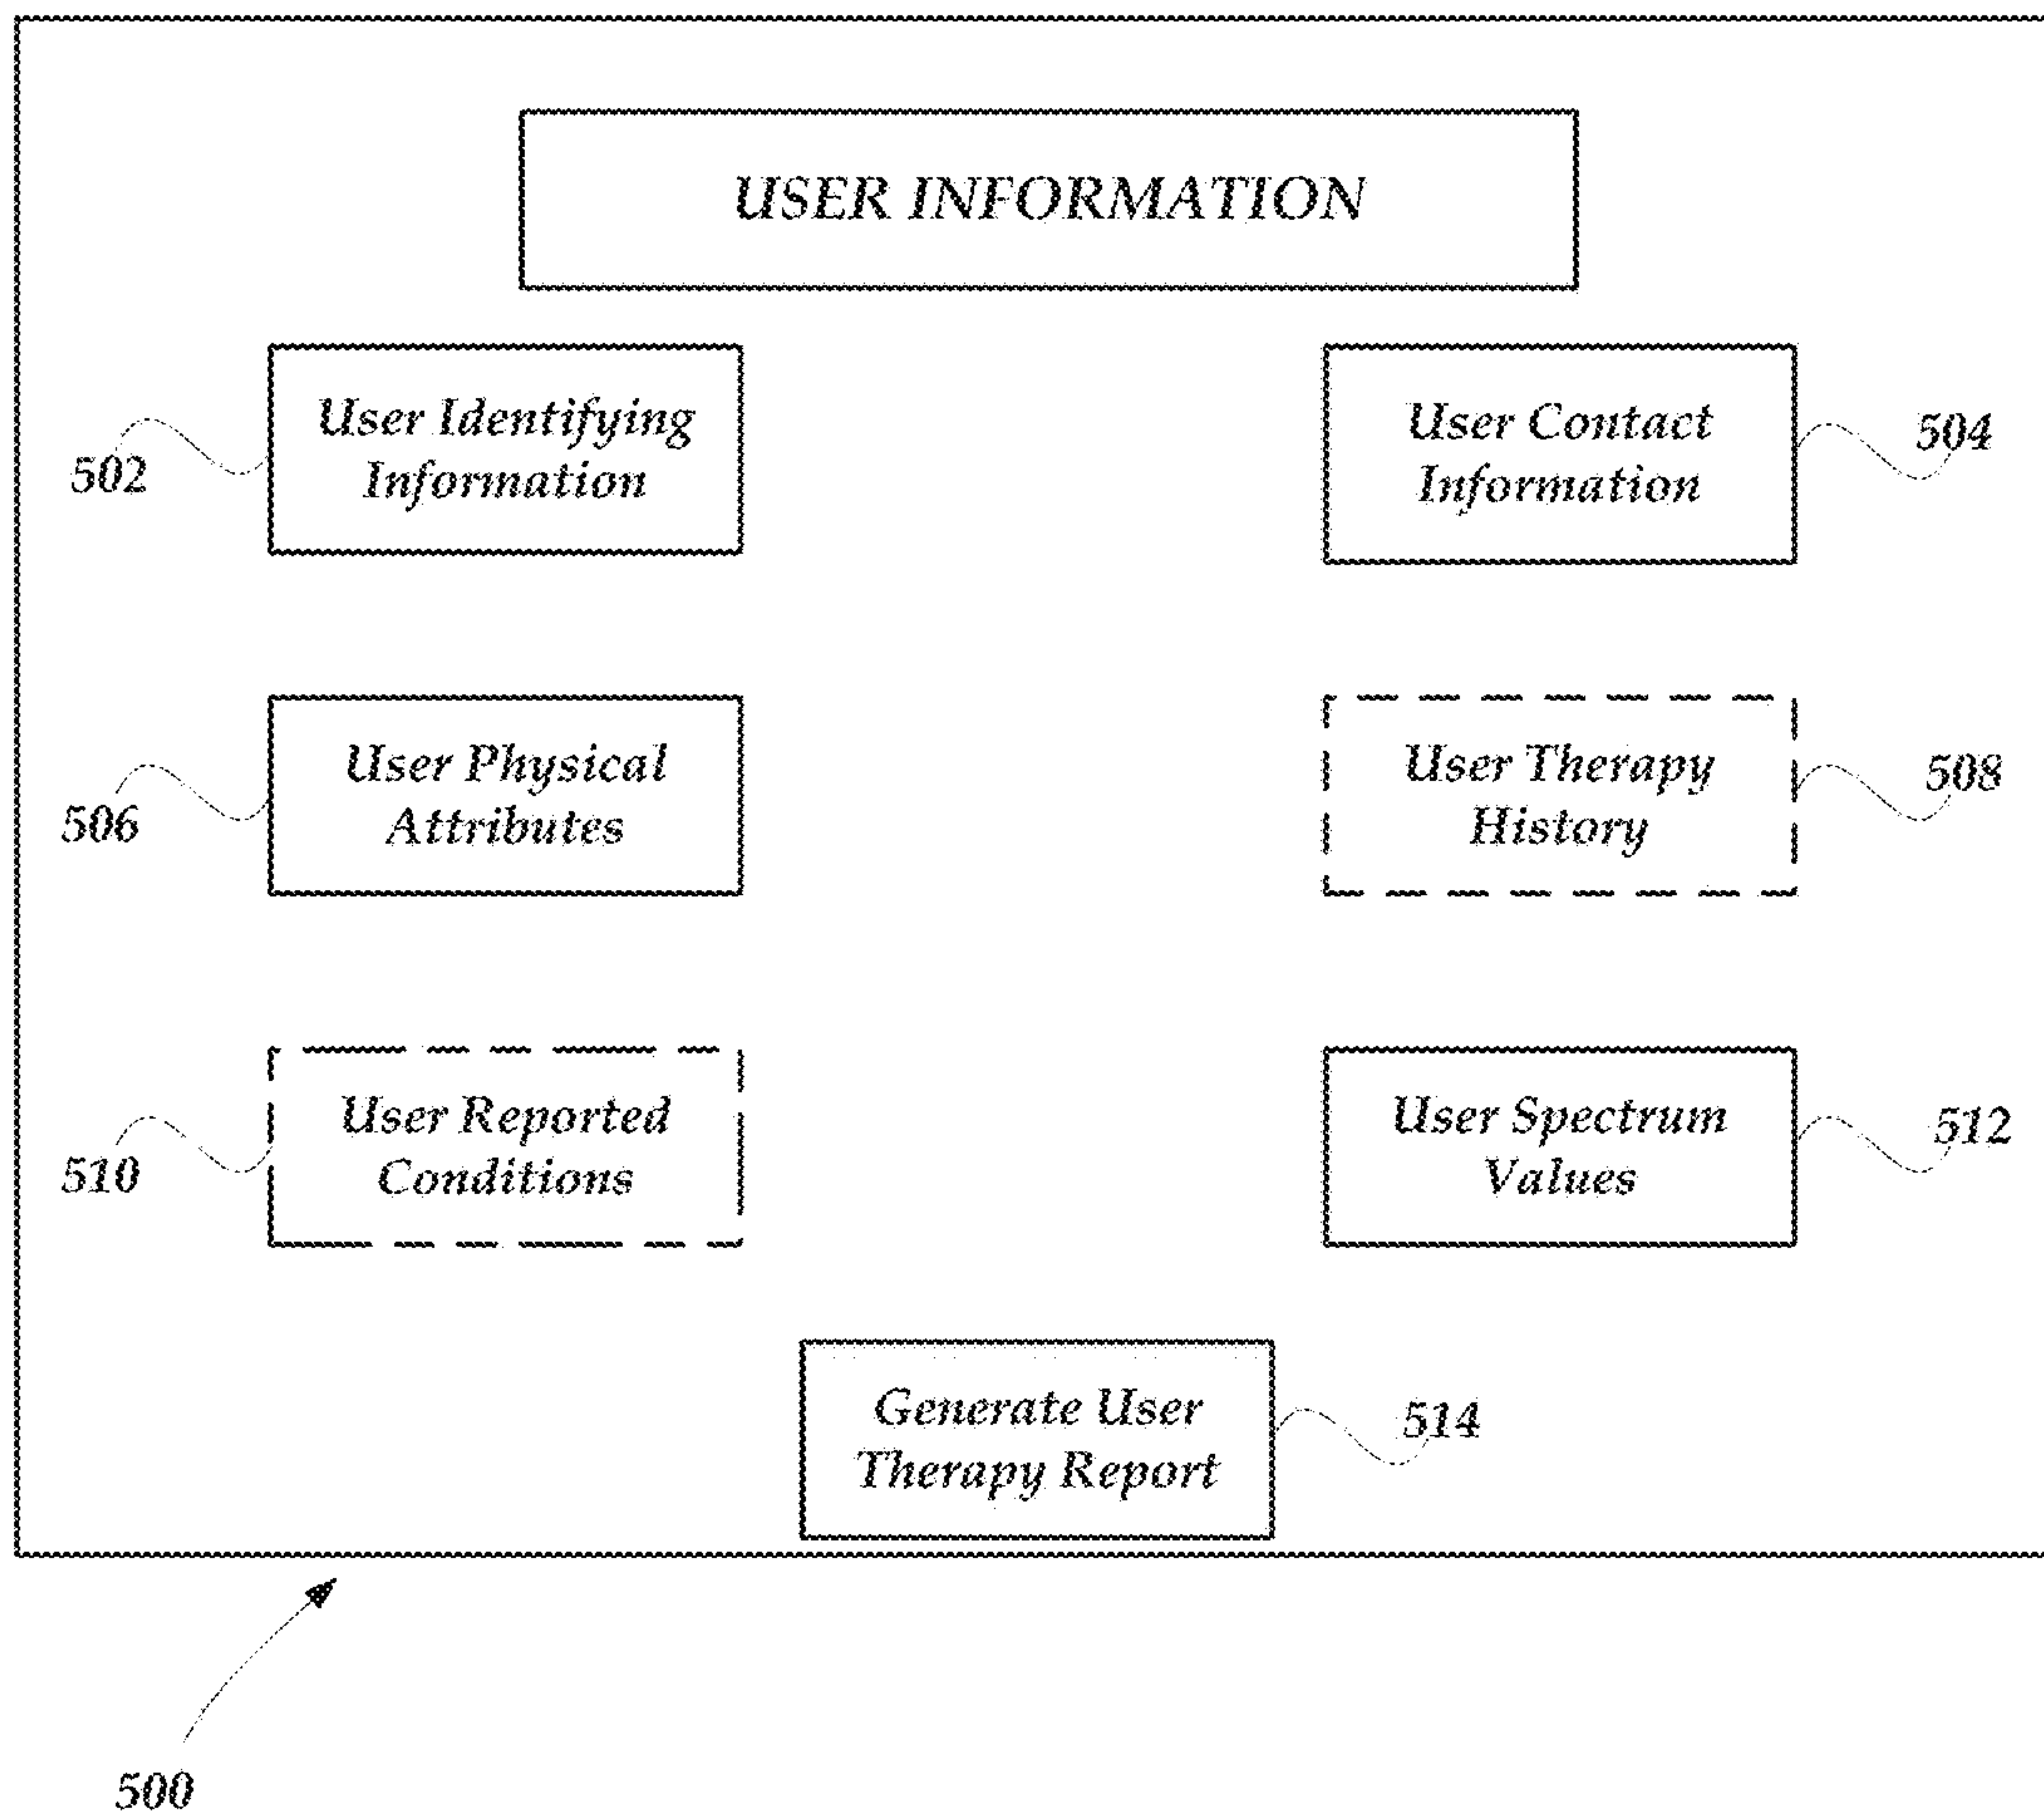 USER INFORMATION
User Identifying
Information
502
User Contact
Information
504
User Physical
Attributes
506
User Therapy
History
508
User Reported
Conditions
510
User Spectrum
Values
512
Generate User
Therapy Report
514
500